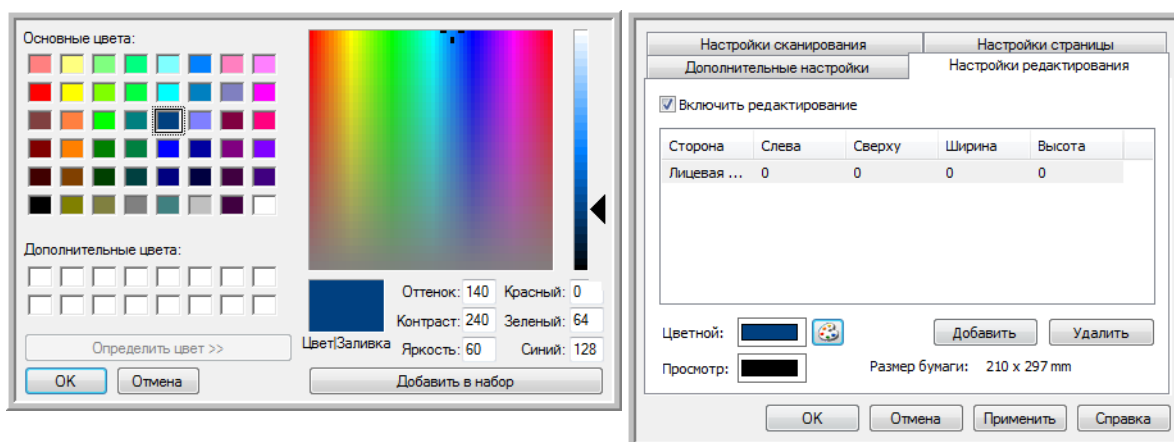 Основные цвета:
Дополнительные цвета:
Определить цвет >>
OK
Отмена
Цвет|Заливка
Оттенок: 140
Контраст: 240
Яркость: 60
Красный: 0
Зеленый: 64
Синий: 128
Добавить в набор
Настройки сканирования
Настройки страницы
Дополнительные настройки
Настройки редактирования
Включить редактирование
Сторона Слева Сверху Ширина Высота
Лицевая ... 0 0 0 0
Цветной:
Добавить
Удалить
Просмотр:
Размер бумаги: 210 x 297 mm
OK
Отмена
Применить
Справка